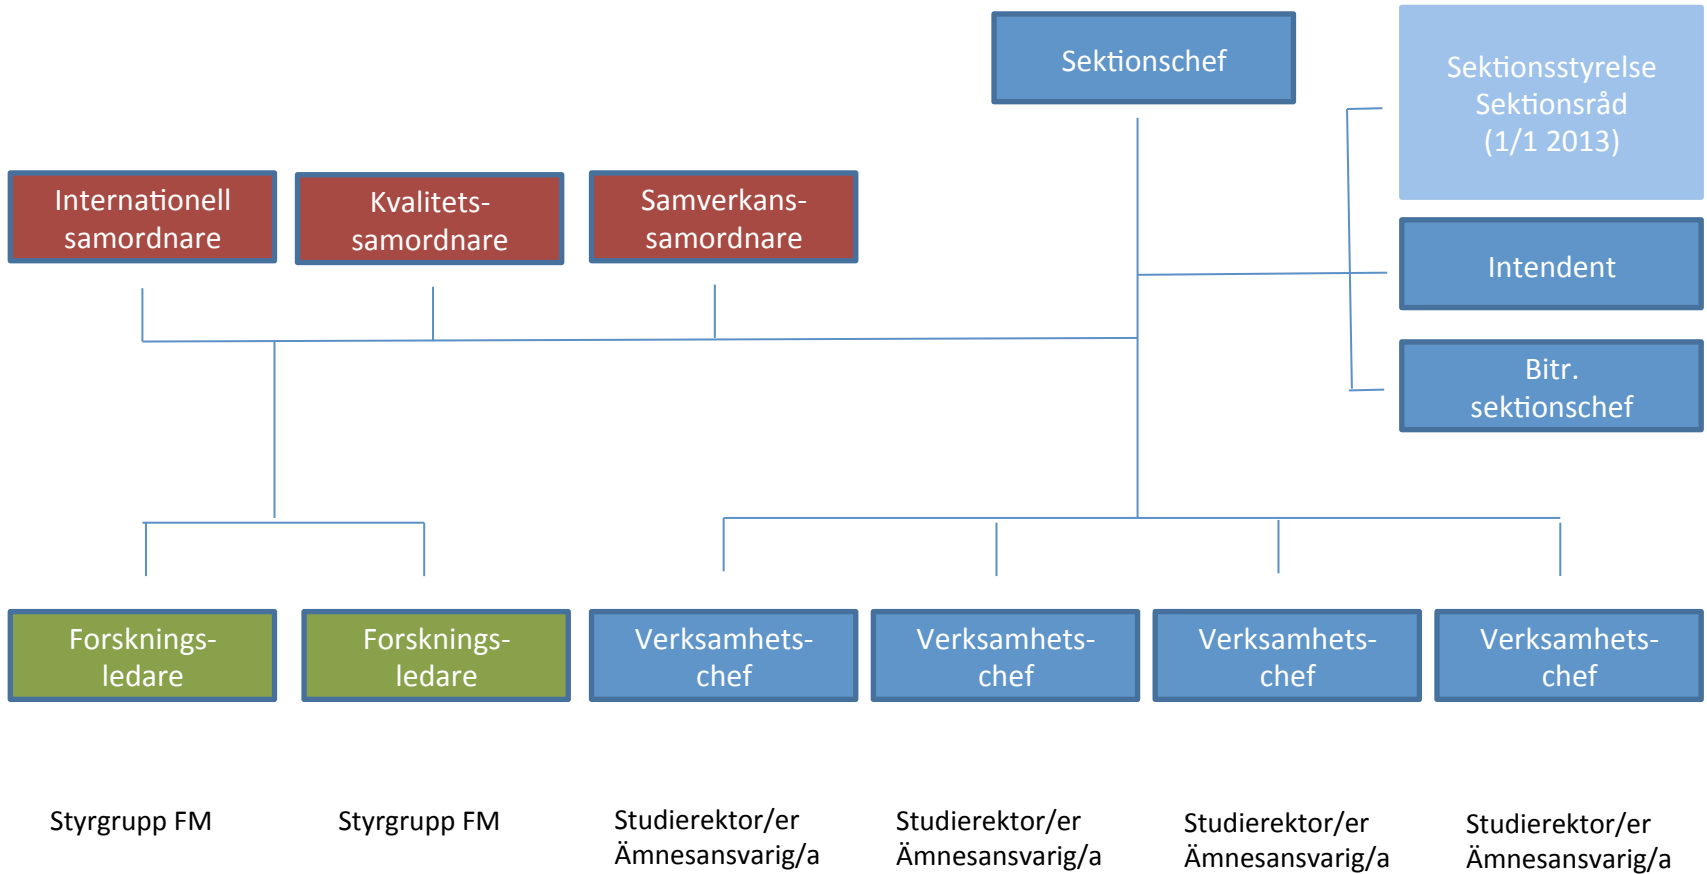 Sektionschef
Sektionsstyrelse
Sektionsråd
(1/1 2013)
Internationell
samordnare
Kvalitets-
samordnare
Samverkans-
samordnare
Intendent
Bitr.
sektionschef
Forsknings-
ledare
Forsknings-
ledare
Verksamhets-
chef
Verksamhets-
chef
Verksamhets-
chef
Verksamhets-
chef
Styrgrupp FM
Styrgrupp FM
Studierektor/er
Ämnesansvarig/a
Studierektor/er
Ämnesansvarig/a
Studierektor/er
Ämnesansvarig/a
Studierektor/er
Ämnesansvarig/a